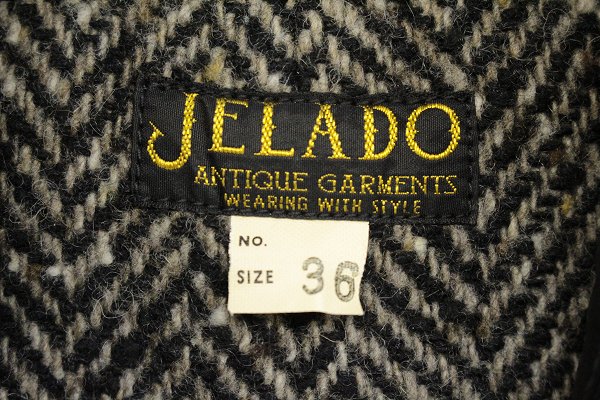 JELADO
ANTIQUE GARMENTS
WEARING WITH STYLE
NO.
SIZE 36